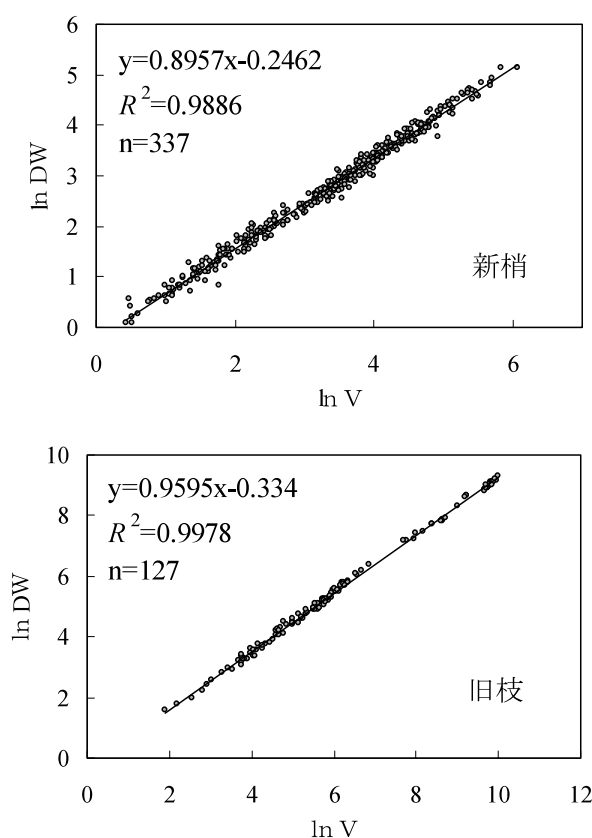 6
5
4
3
2
1
0
ln DW
y=0.8957x-0.2462
R²=0.9886
n=337
新梢
0 2 4 6
ln V
10
8
6
4
2
0
ln DW
y=0.9595x-0.334
R²=0.9978
n=127
旧枝
0 2 4 6 8 10 12
ln V